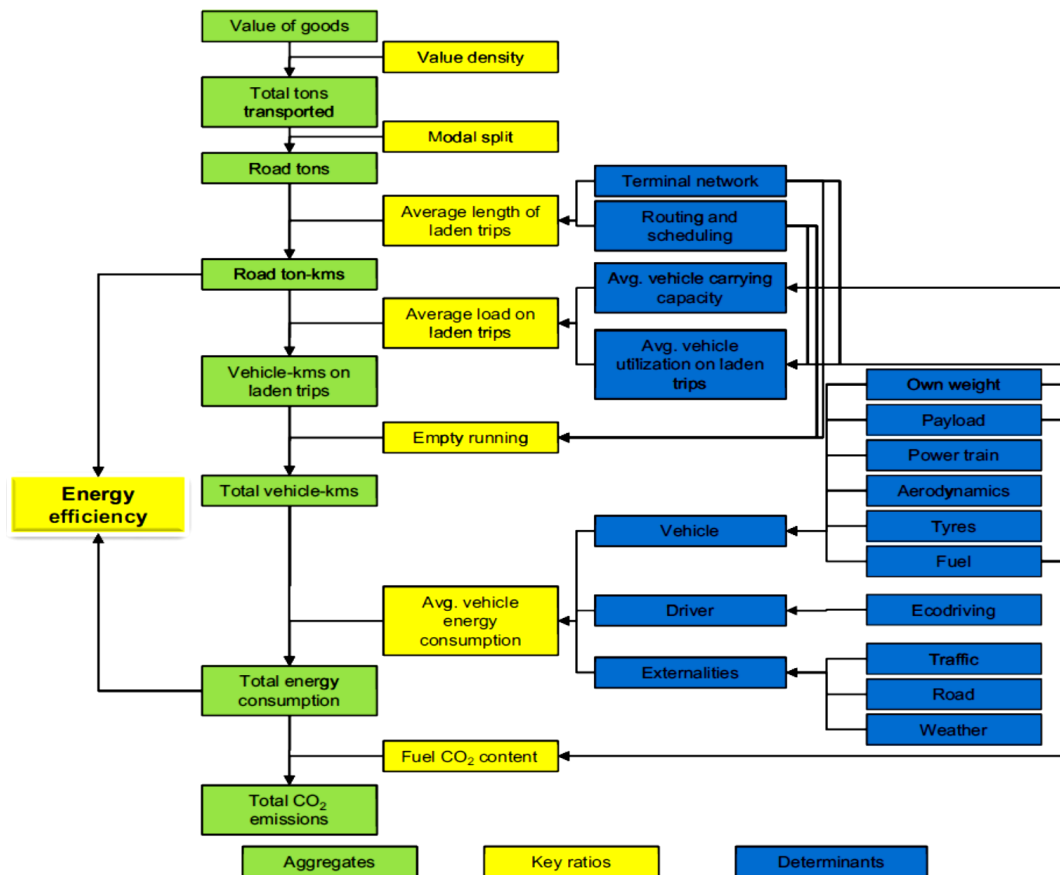 Value of goods
Value density
Total tons
transported
Modal split
Road tons
Terminal network
Average length of
laden trips
Routing and
scheduling
Road ton-kms
Avg. vehicle carrying
capacity
Average load on
laden trips
Avg. vehicle
utilization on laden
trips
Vehicle-kms on
laden trips
Own weight
Payload
Empty running
Power train
Energy
efficiency
Total vehicle-kms
Aerodynamics
Tyres
Vehicle
Fuel
Avg. vehicle
energy
consumption
Driver
Ecodriving
Traffic
Externalities
Total energy
consumption
Road
Weather
Fuel CO₂ content
Total CO₂
emissions
Aggregates
Key ratios
Determinants